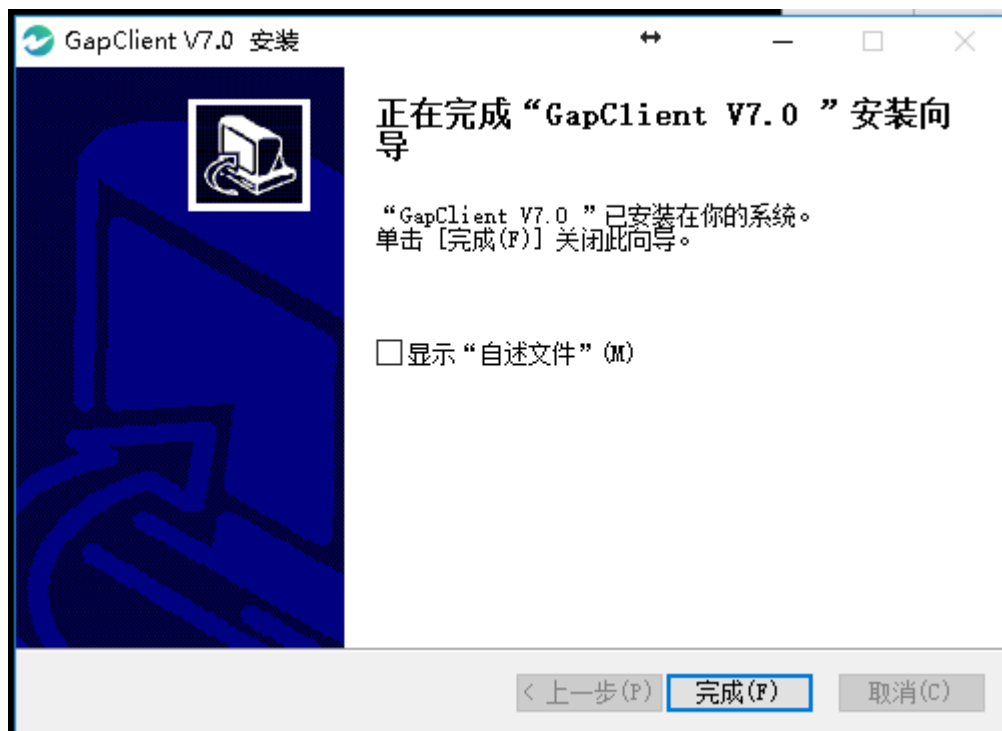 GapClient V7.0 安装
正在完成“GapClient V7.0 ”安装向
导
“GapClient V7.0 ”已安装在你的系统。
单击 [完成(F)] 关闭此向导。
显示“自述文件”(M)
< 上一步(P)
完成(F)
取消(C)